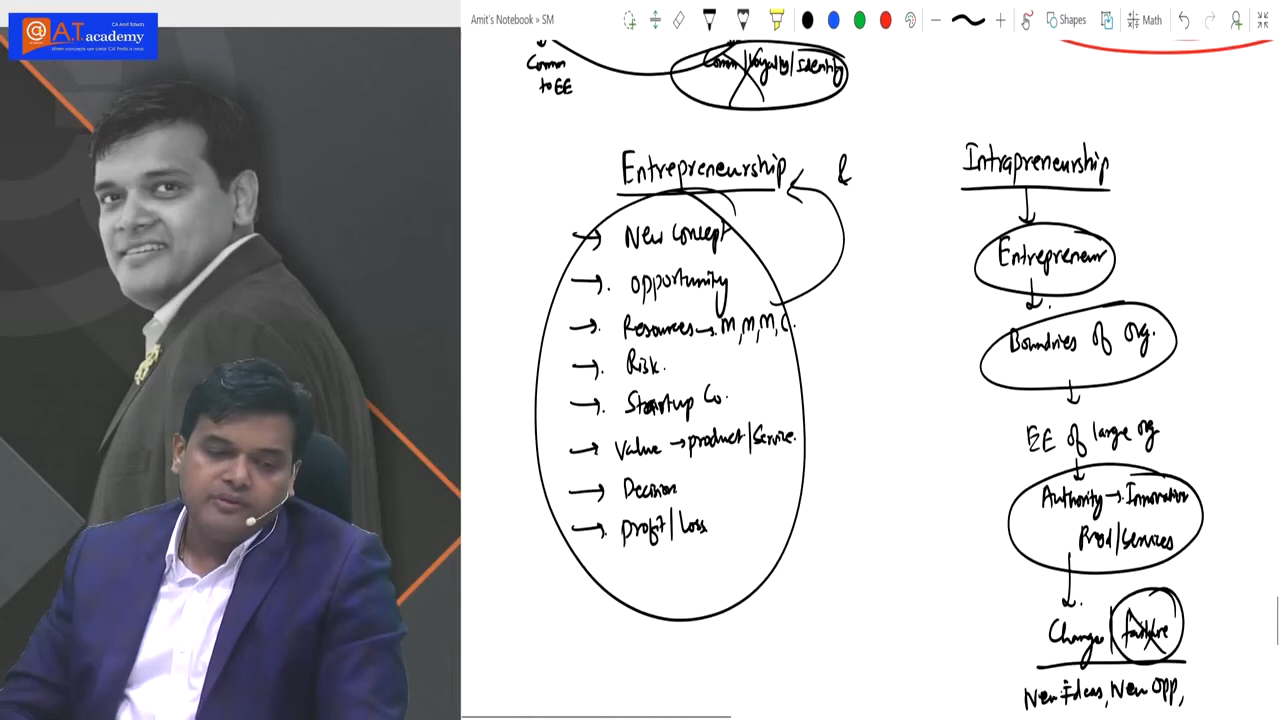 @ CA Amit Talesh
A.T. academy
Amit's Notebook > SM
Shapes
Math
Comm
to EE
Comm/loyalty/Identity
Entrepreneurship & Intrapreneurship
→ New Concept
→ opportunity
→ Resources → M, M, M, C.
→ Risk.
→ Startup Co.
→ Value → product/Service.
→ Decision
→ profit/Loss
Entrepreneur
Boundries of org.
EE of large org
Authority → Innovative
Prod/Services
Change | failure
New Ideas, New opp,